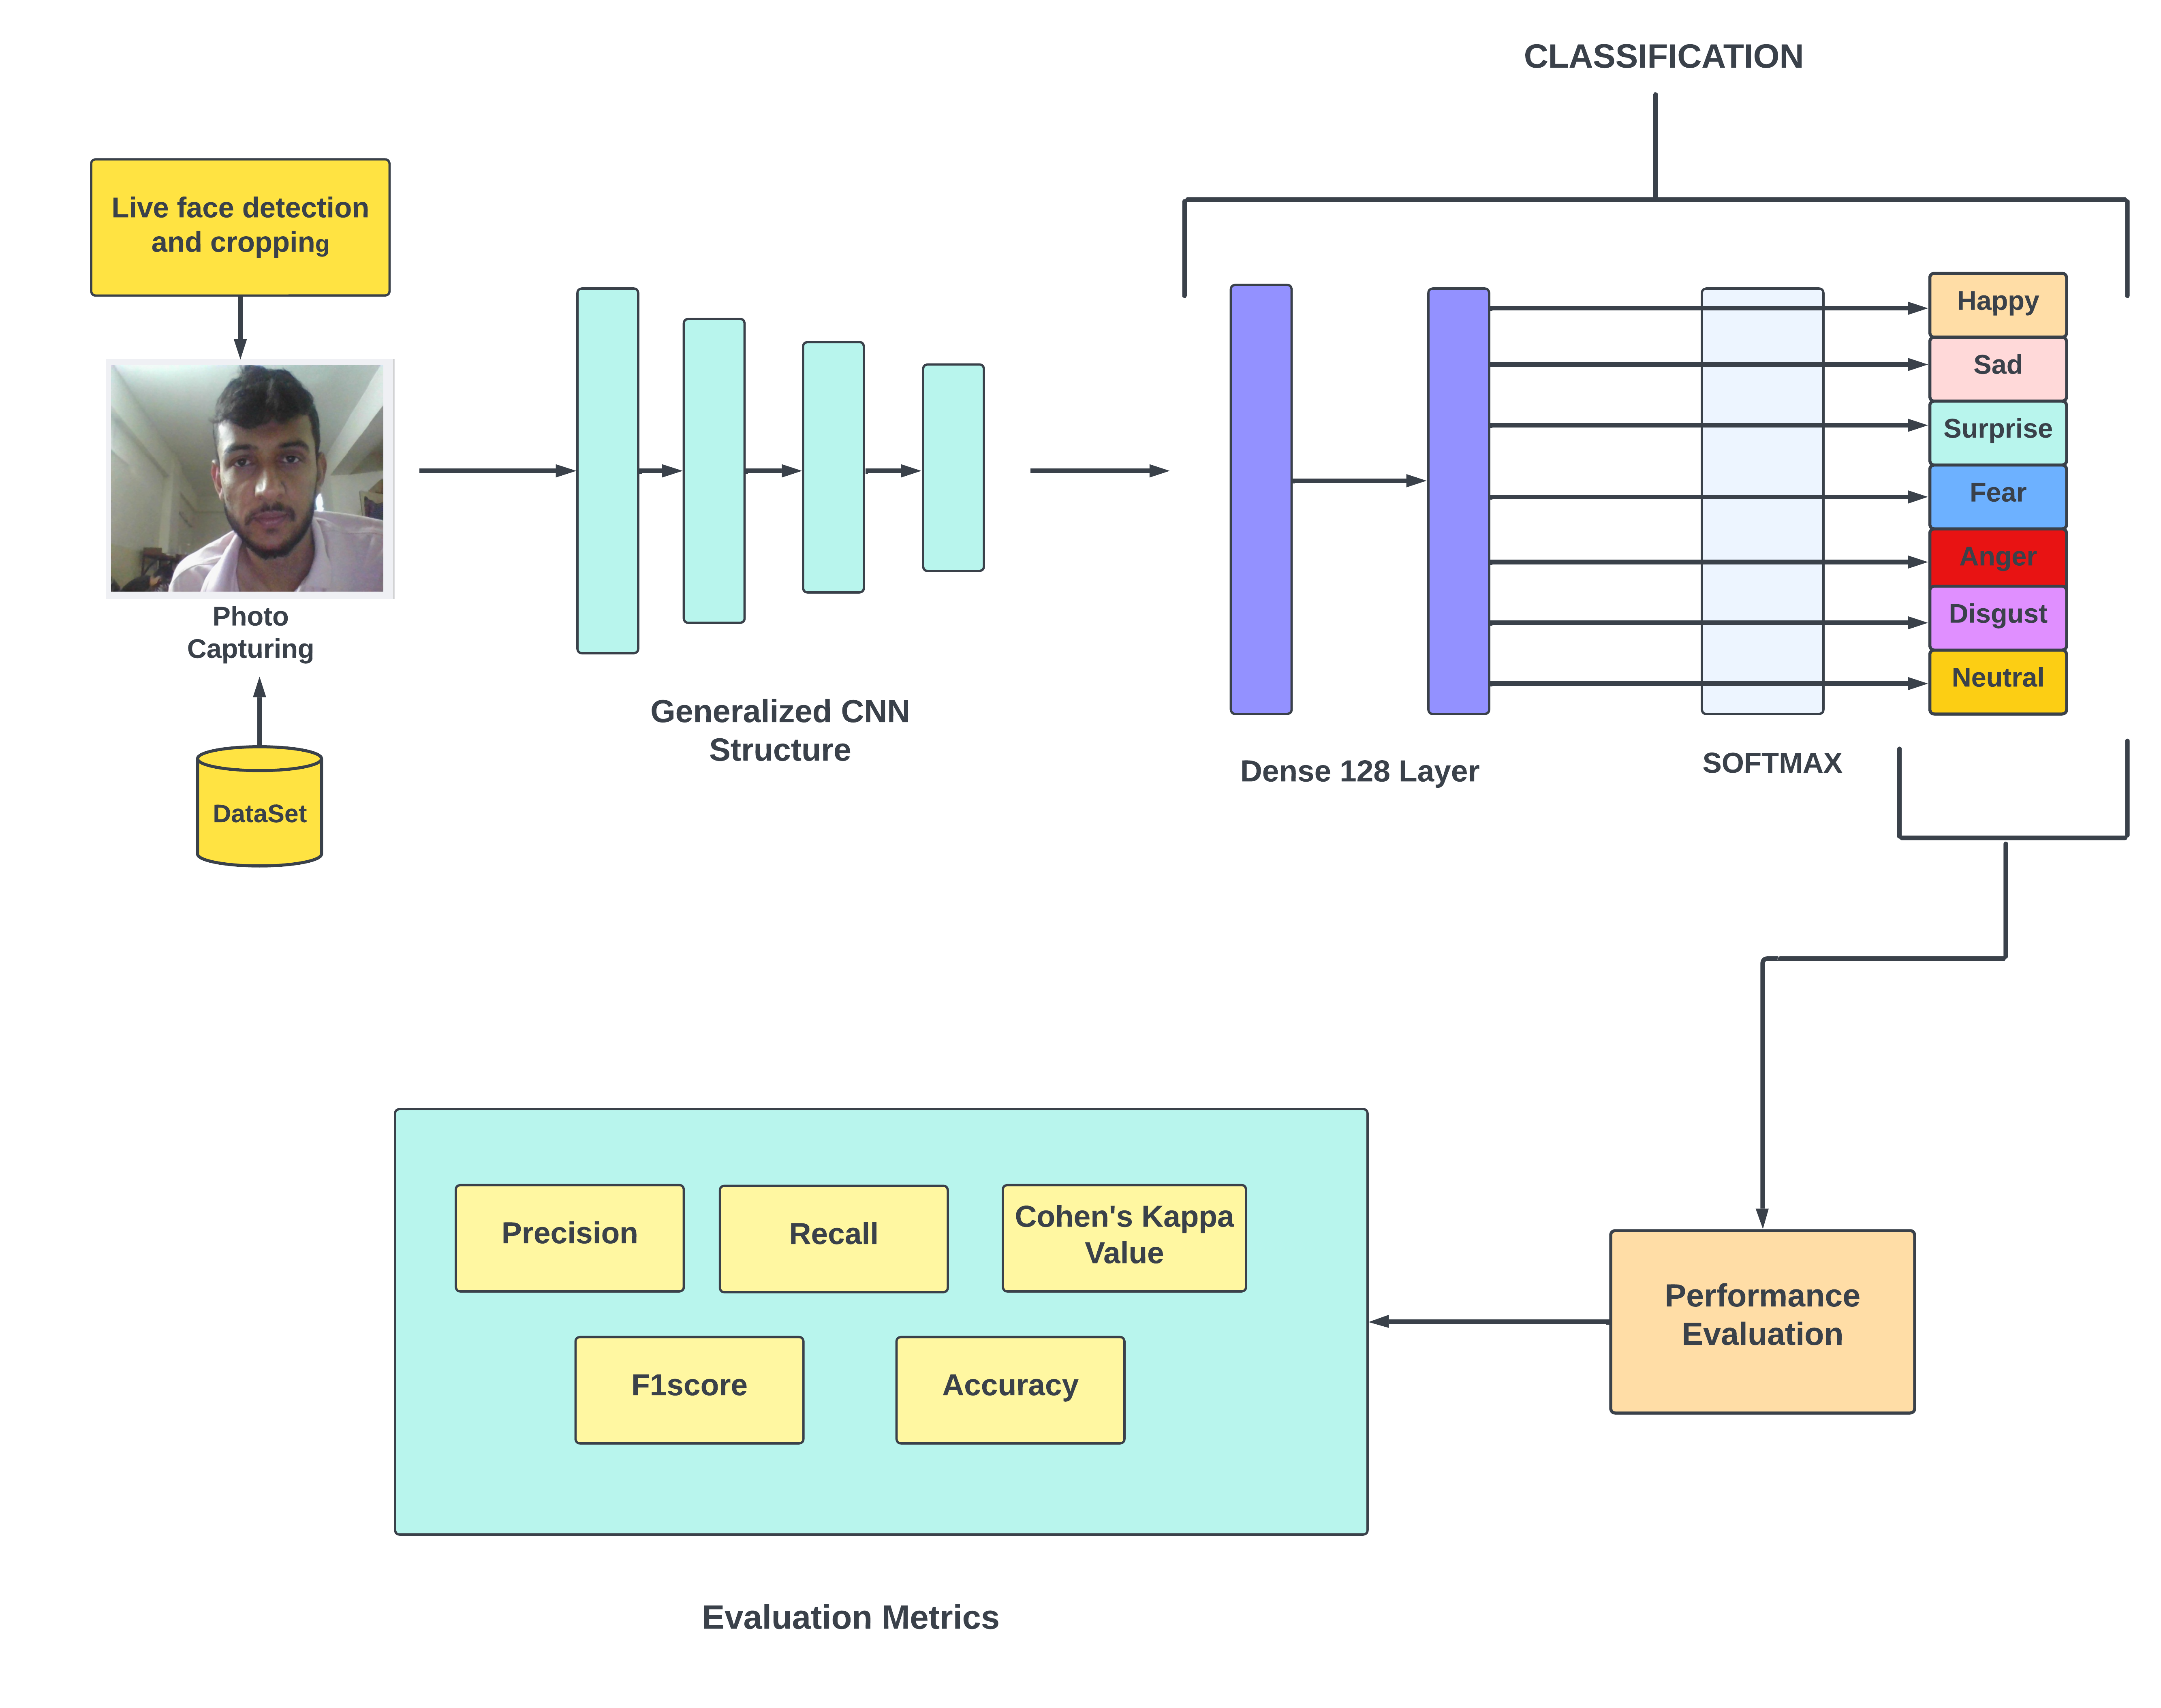 CLASSIFICATION
Live face detection
and cropping
Photo
Capturing
DataSet
Generalized CNN
Structure
Dense 128 Layer
SOFTMAX
Happy
Sad
Surprise
Fear
Anger
Disgust
Neutral
Performance
Evaluation
Precision
Recall
Cohen's Kappa
Value
F1score
Accuracy
Evaluation Metrics